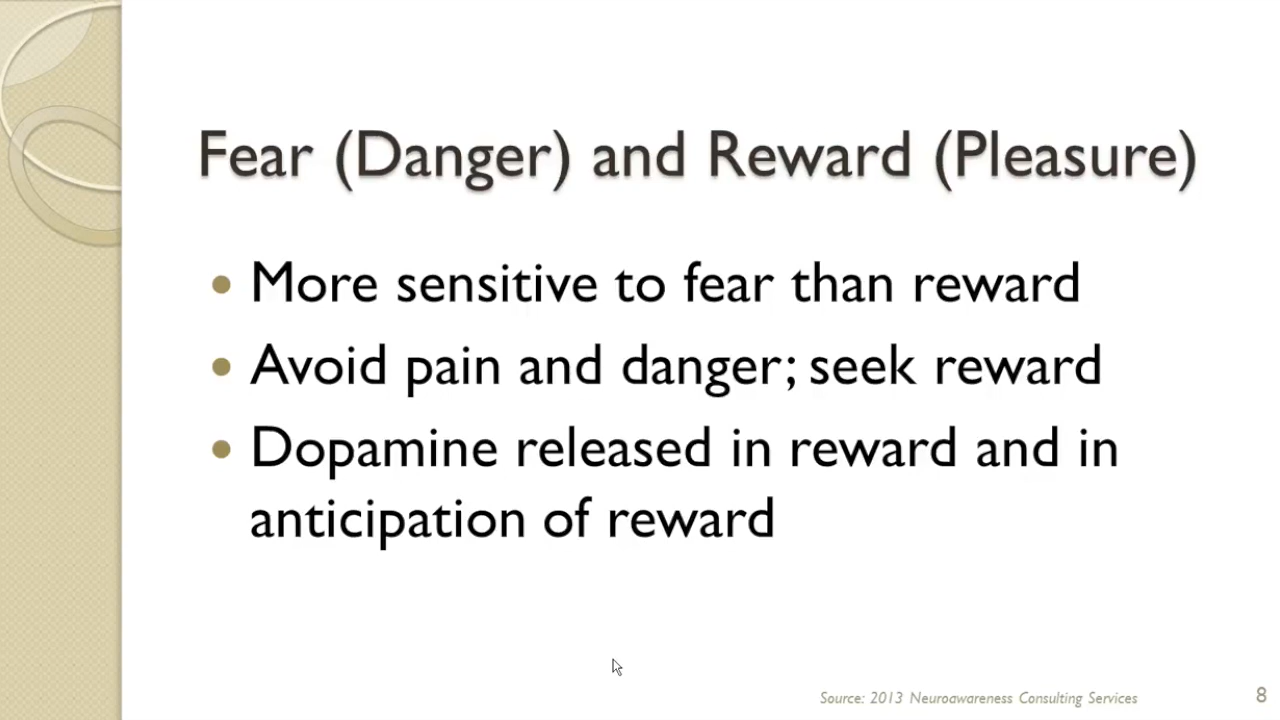 Fear (Danger) and Reward (Pleasure)
• More sensitive to fear than reward
• Avoid pain and danger; seek reward
• Dopamine released in reward and in
anticipation of reward
Source: 2013 Neuroawareness Consulting Services
8